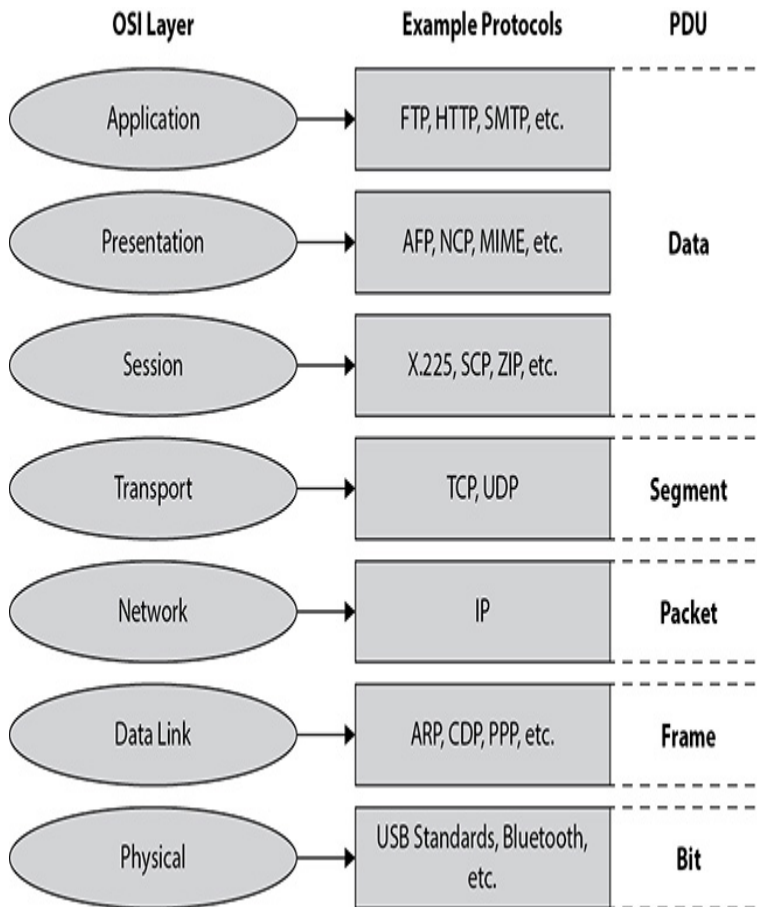 OSI Layer Example Protocols PDU
Application FTP, HTTP, SMTP, etc.
Presentation AFP, NCP, MIME, etc. Data
Session X.225, SCP, ZIP, etc.
Transport TCP, UDP Segment
Network IP Packet
Data Link ARP, CDP, PPP, etc. Frame
Physical USB Standards, Bluetooth, Bit
etc.